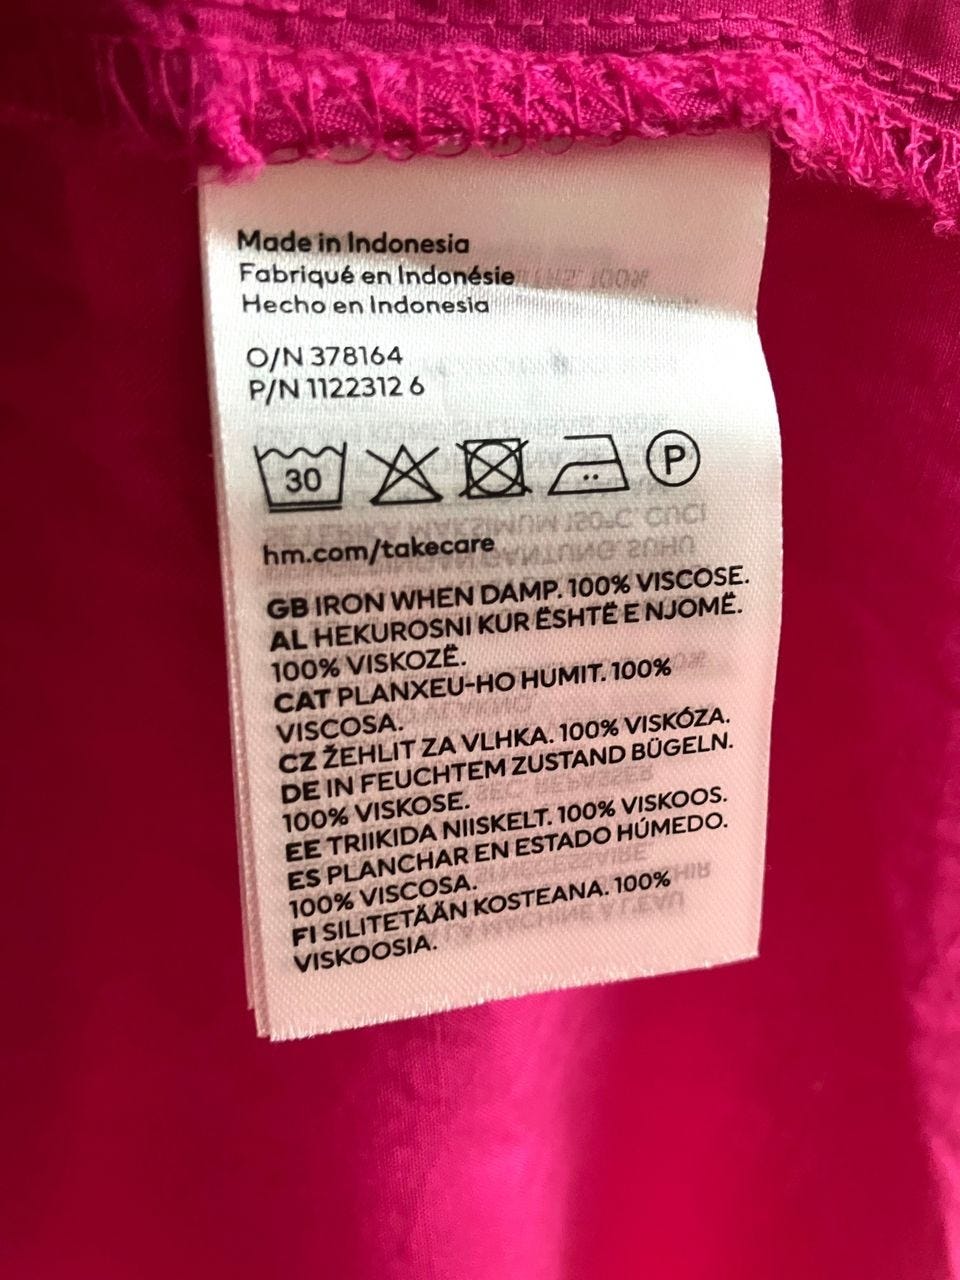 Made in Indonesia
Fabriqué en Indonésie
Hecho en Indonesia
O/N 378164
P/N 1122312 6
30 P
hm.com/takecare
GB IRON WHEN DAMP. 100% VISCOSE.
AL HEKUROSNI KUR ËSHTË E NJOMË.
100% VISKOZË.
CAT PLANXEU-HO HUMIT. 100%
VISCOSA.
CZ ŽEHLIT ZA VLHKA. 100% VISKÓZA.
DE IN FEUCHTEM ZUSTAND BÜGELN.
100% VISKOSE.
EE TRIIKIDA NIISKELT. 100% VISKOOS.
ES PLANCHAR EN ESTADO HÚMEDO.
100% VISCOSA.
FI SILITETÄÄN KOSTEANA. 100%
VISKOOSIA.